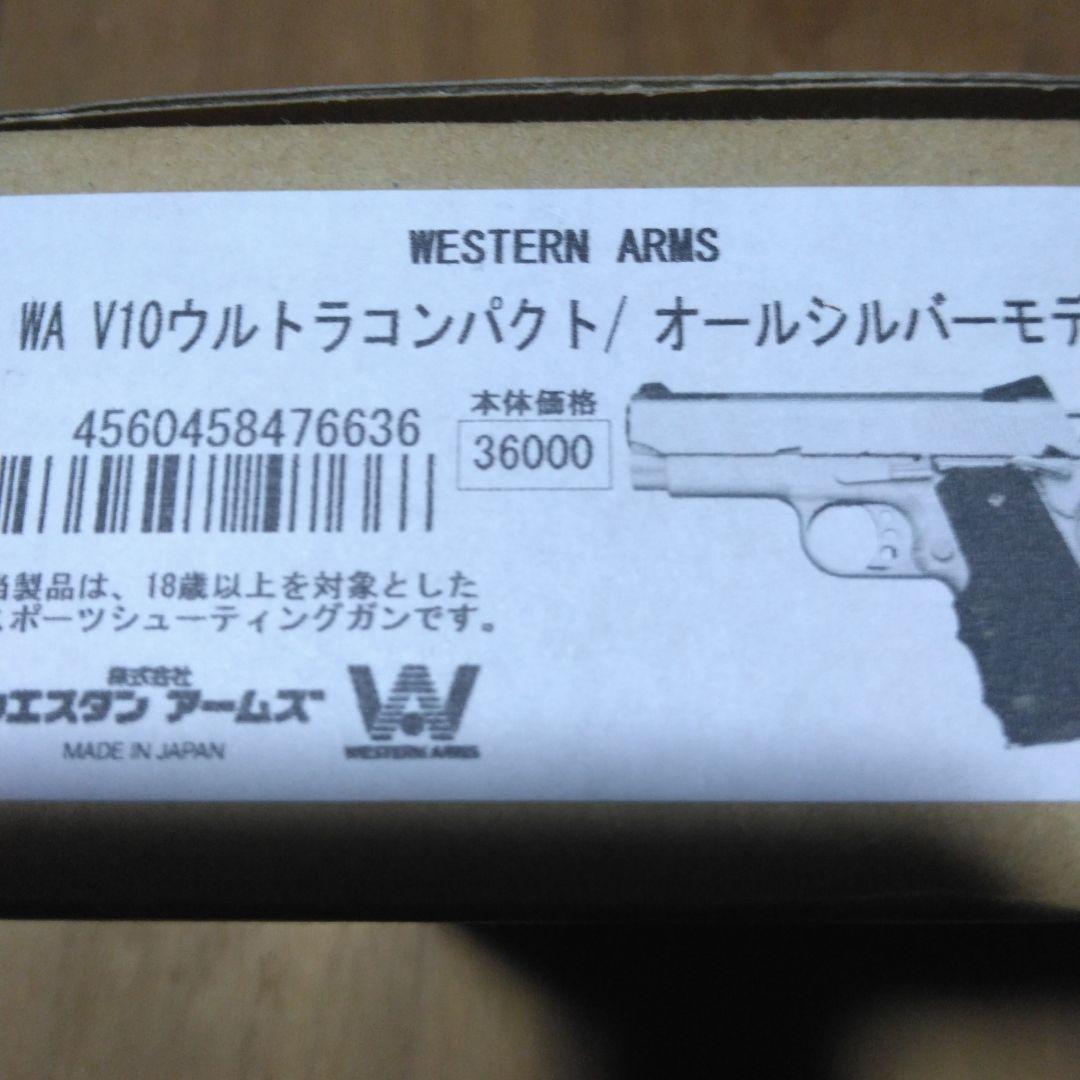 WESTERN ARMS
WA V10ウルトラコンパクト/ オールシルバーモデ
4560458476636
本体価格
36000
当製品は、18歳以上を対象とした
スポーツシューティングガンです。
株式会社
ウエスタン アームズ
MADE IN JAPAN
WESTERN ARMS